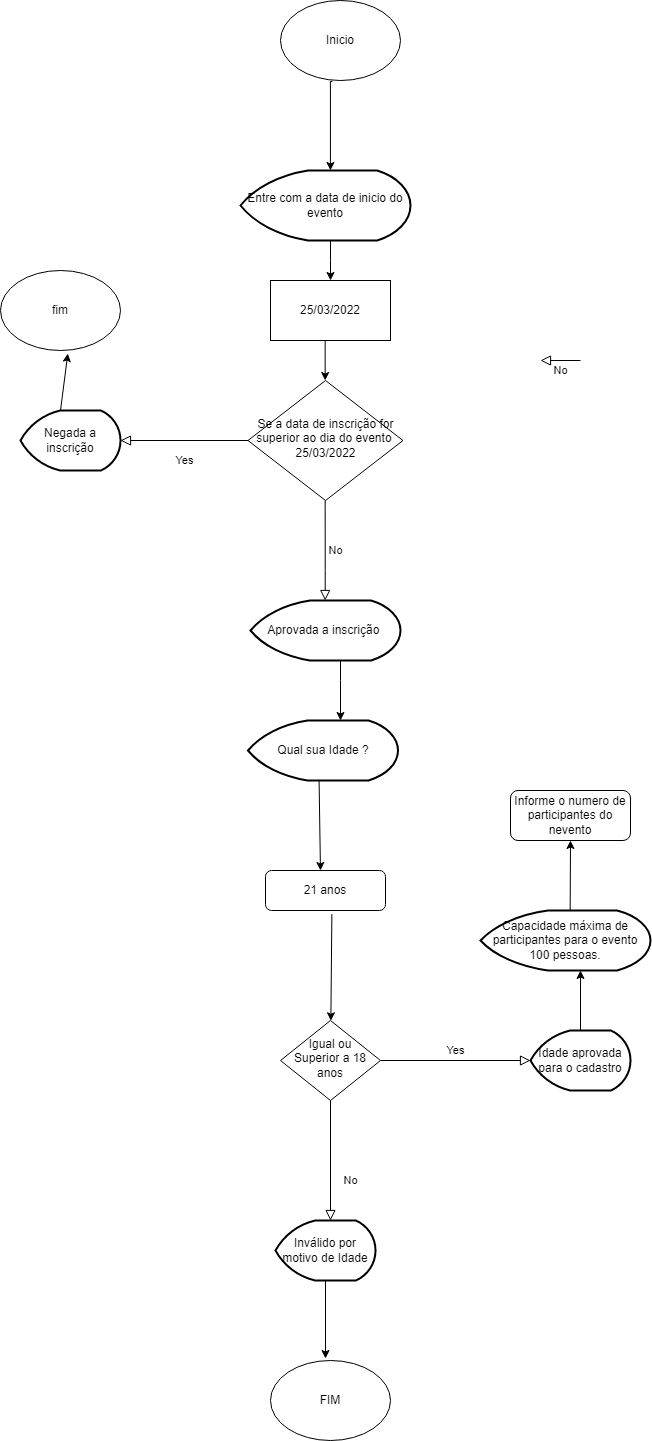 Inicio
Entre com a data de inicio do
evento
25/03/2022
fim
No
Se a data de inscrição for
superior ao dia do evento
25/03/2022
Negada a
inscrição
Yes
No
Aprovada a inscrição
Qual sua Idade ?
Informe o numero de
participantes do
nevento
21 anos
Capacidade máxima de
participantes para o evento
100 pessoas.
Igual ou
Superior a 18
anos
Yes
Idade aprovada
para o cadastro
No
Inválido por
motivo de Idade
FIM